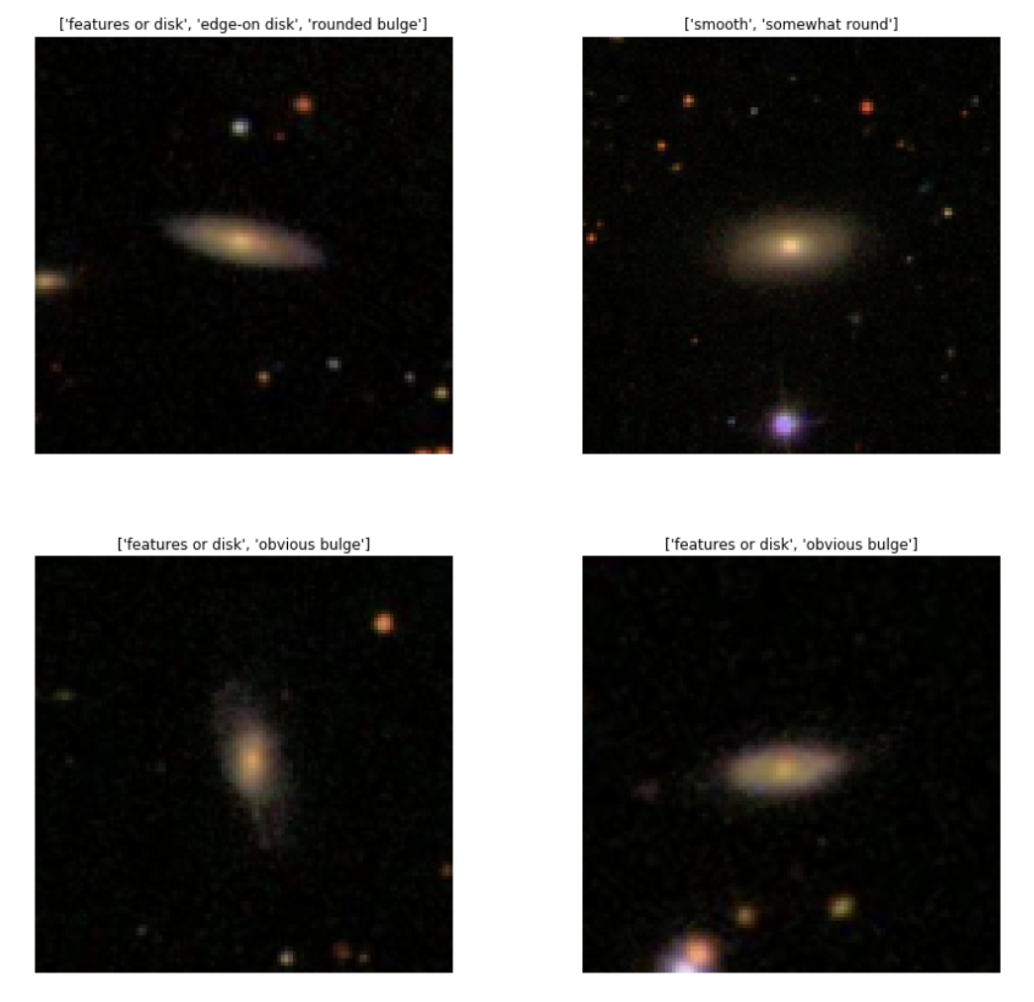 ['features or disk', 'edge-on disk', 'rounded bulge']
['smooth', 'somewhat round']
['features or disk', 'obvious bulge']
['features or disk', 'obvious bulge']